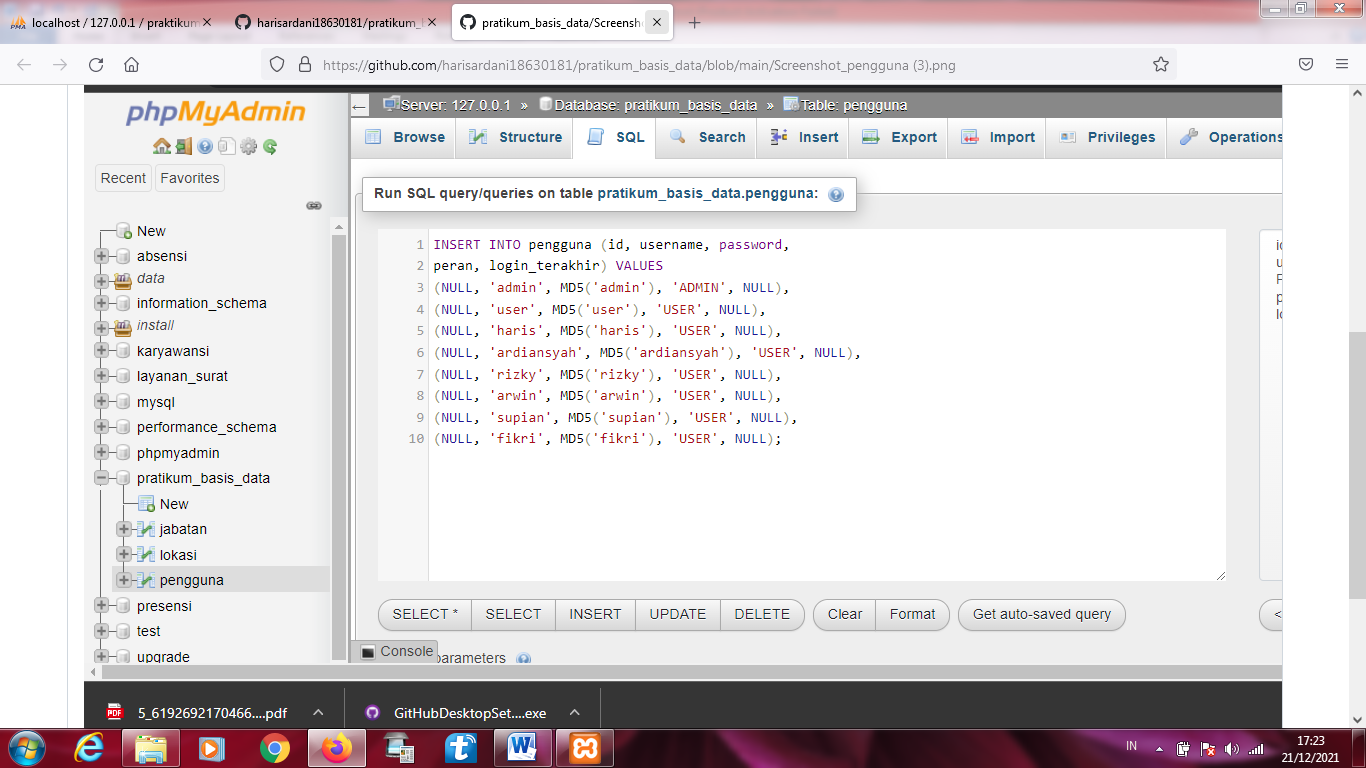 localhost / 127.0.0.1 / praktikum
harisardani18630181/pratikum_
pratikum_basis_data/Screensh
https://github.com/harisardani18630181/pratikum_basis_data/blob/main/Screenshot_pengguna (3).png
phpMyAdmin
Recent
Favorites
New
absensi
data
information_schema
install
karyawansi
layanan_surat
mysql
performance_schema
phpmyadmin
pratikum_basis_data
New
jabatan
lokasi
pengguna
presensi
test
upgrade
Server: 127.0.0.1 » Database: pratikum_basis_data » Table: pengguna
Browse Structure SQL Search Insert Export Import Privileges Operations
Run SQL query/queries on table pratikum_basis_data.pengguna:
1 INSERT INTO pengguna (id, username, password,
2 peran, login_terakhir) VALUES
3 (NULL, 'admin', MD5('admin'), 'ADMIN', NULL),
4 (NULL, 'user', MD5('user'), 'USER', NULL),
5 (NULL, 'haris', MD5('haris'), 'USER', NULL),
6 (NULL, 'ardiansyah', MD5('ardiansyah'), 'USER', NULL),
7 (NULL, 'rizky', MD5('rizky'), 'USER', NULL),
8 (NULL, 'arwin', MD5('arwin'), 'USER', NULL),
9 (NULL, 'supian', MD5('supian'), 'USER', NULL),
10 (NULL, 'fikri', MD5('fikri'), 'USER', NULL);
SELECT * SELECT INSERT UPDATE DELETE Clear Format Get auto-saved query <
Console
parameters
5_6192692170466....pdf
GitHubDesktopSet....exe
IN
17:23
21/12/2021